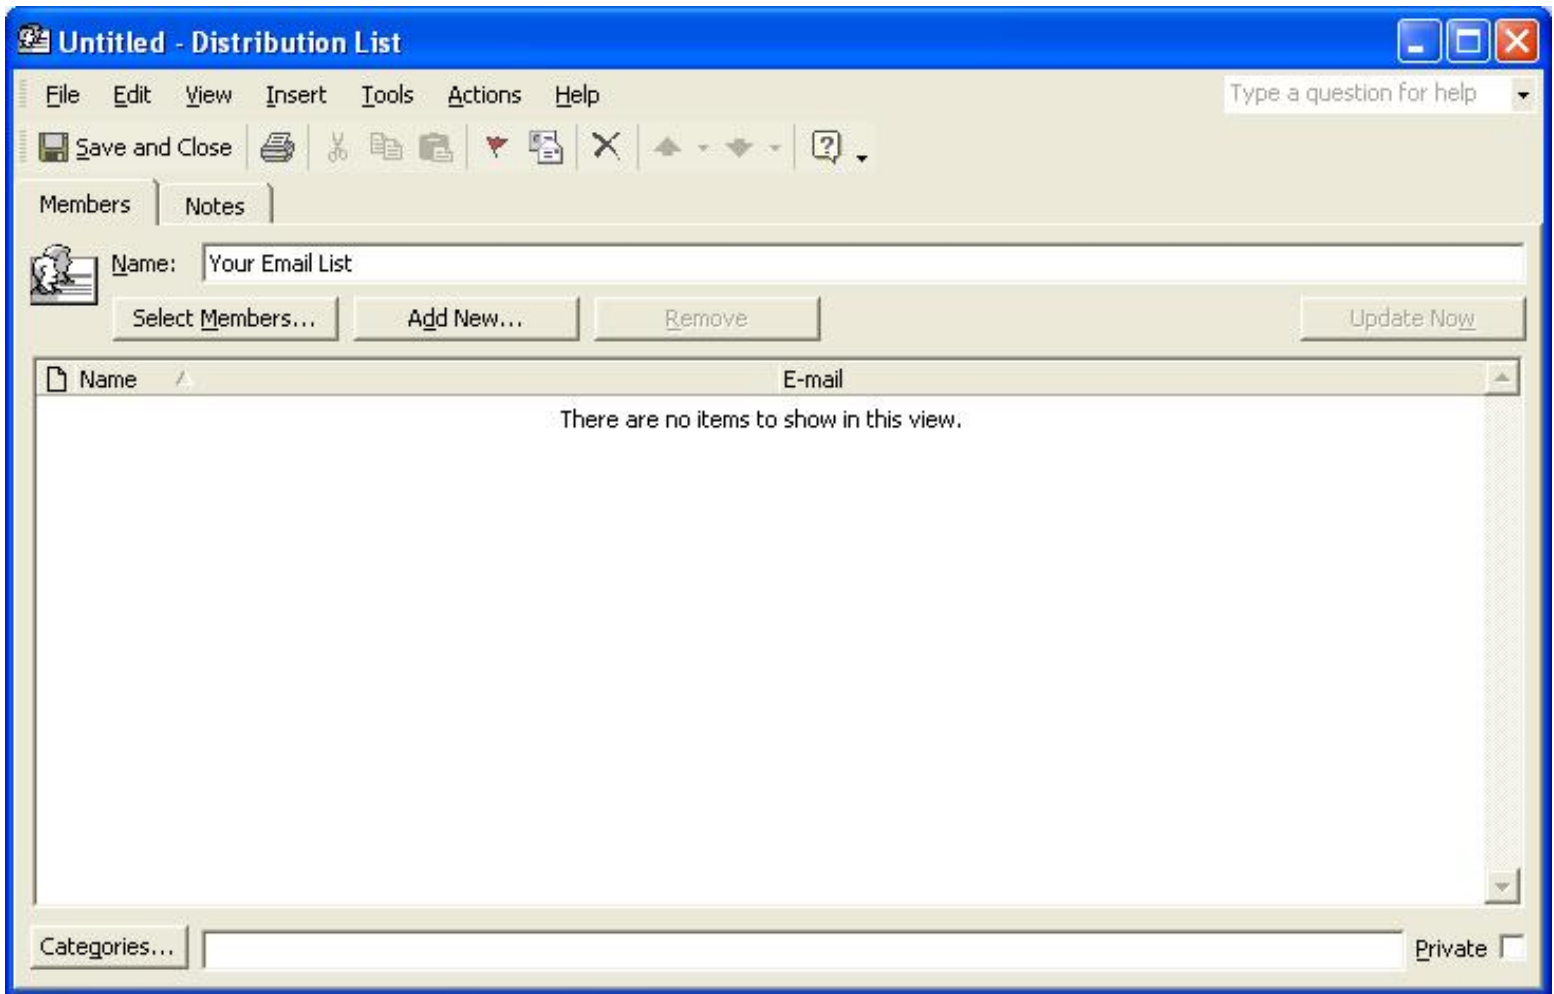 Untitled - Distribution List
File Edit View Insert Tools Actions Help Type a question for help
Save and Close
Members Notes
Name: Your Email List
Select Members... Add New... Remove Update Now
Name E-mail
There are no items to show in this view.
Categories... Private